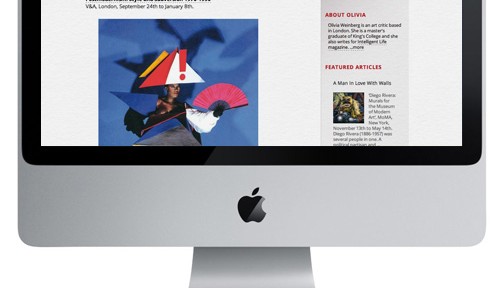 V&A, London, September 24th to January 8th.
ABOUT OLIVIA
Olivia Weinberg is an art critic based
in London. She is a master's
graduate of King's College and she
also writes for Intelligent Life
magazine. ...more
FEATURED ARTICLES
A Man In Love With Walls
'Diego Rivera:
Murals for
the Museum
of Modern
Art', MoMA,
New York,
November 13th to May 14th.
Diego Rivera (1886-1957) was
several people in one. A